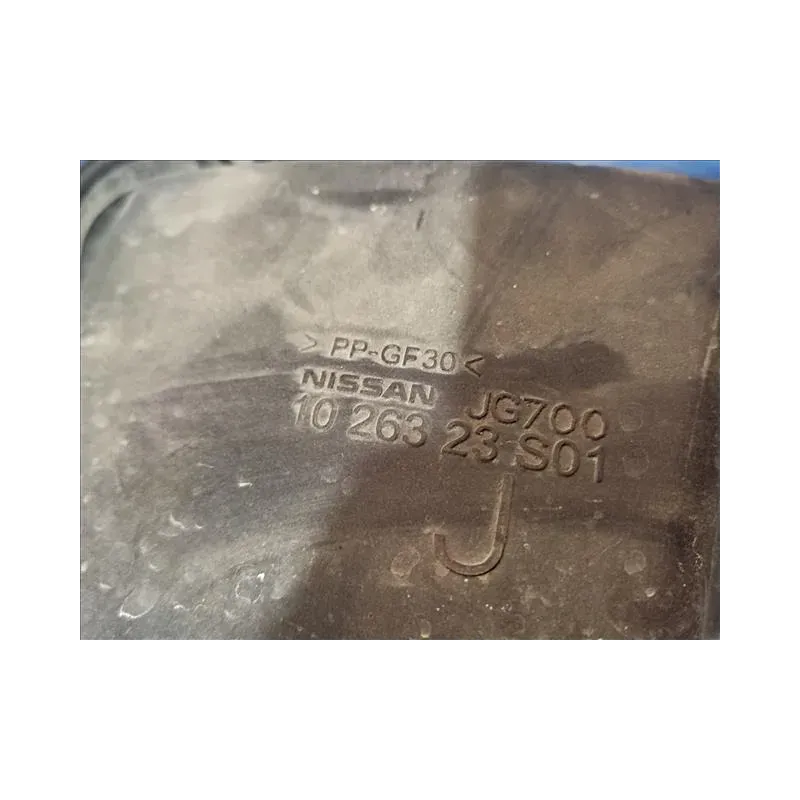 >PP-GF30<
NISSAN JG700
10 263 23 S01
J